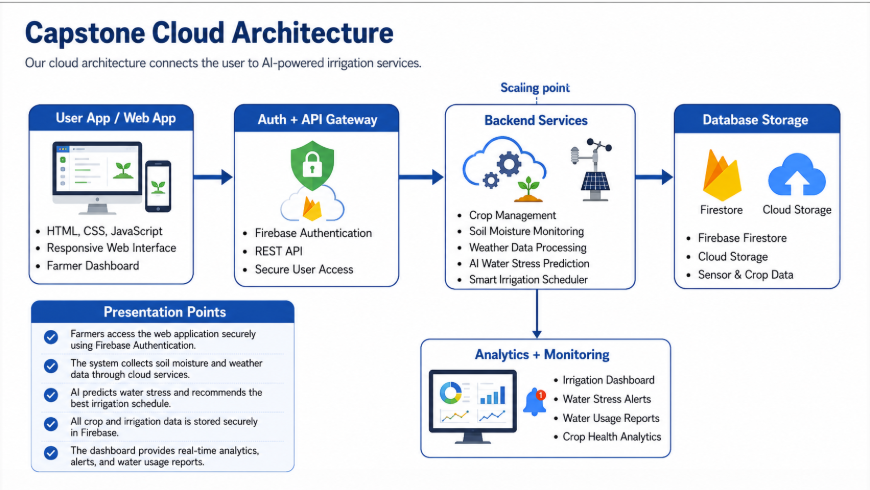 Capstone Cloud Architecture
Our cloud architecture connects the user to AI-powered irrigation services.
Scaling point
User App / Web App
• HTML, CSS, JavaScript
• Responsive Web Interface
• Farmer Dashboard
Auth + API Gateway
• Firebase Authentication
• REST API
• Secure User Access
Backend Services
• Crop Management
• Soil Moisture Monitoring
• Weather Data Processing
• AI Water Stress Prediction
• Smart Irrigation Scheduler
Database Storage
Firestore
Cloud Storage
• Firebase Firestore
• Cloud Storage
• Sensor & Crop Data
Presentation Points
Farmers access the web application securely
using Firebase Authentication.
The system collects soil moisture and weather
data through cloud services.
AI predicts water stress and recommends the
best irrigation schedule.
All crop and irrigation data is stored securely
in Firebase.
The dashboard provides real-time analytics,
alerts, and water usage reports.
Analytics + Monitoring
1
• Irrigation Dashboard
• Water Stress Alerts
• Water Usage Reports
• Crop Health Analytics